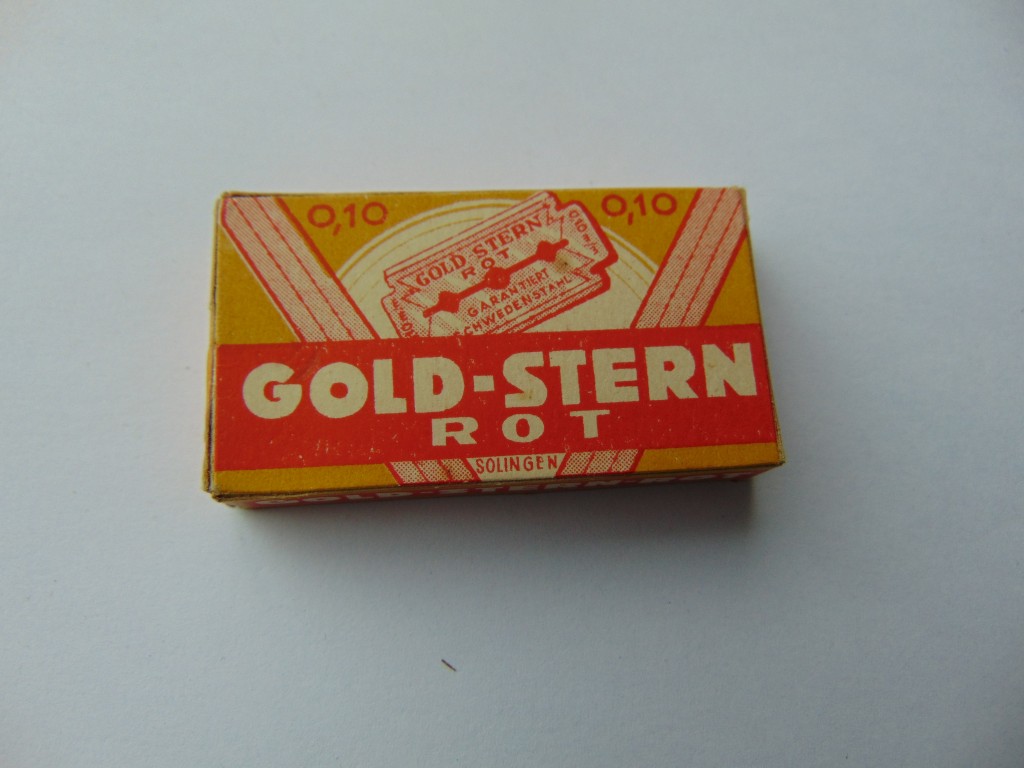 0,10
0,10
GOLD-STERN
ROT
GARANTIERT
SCHWEDENSTAHL
GOLD-STERN
ROT
SOLINGEN